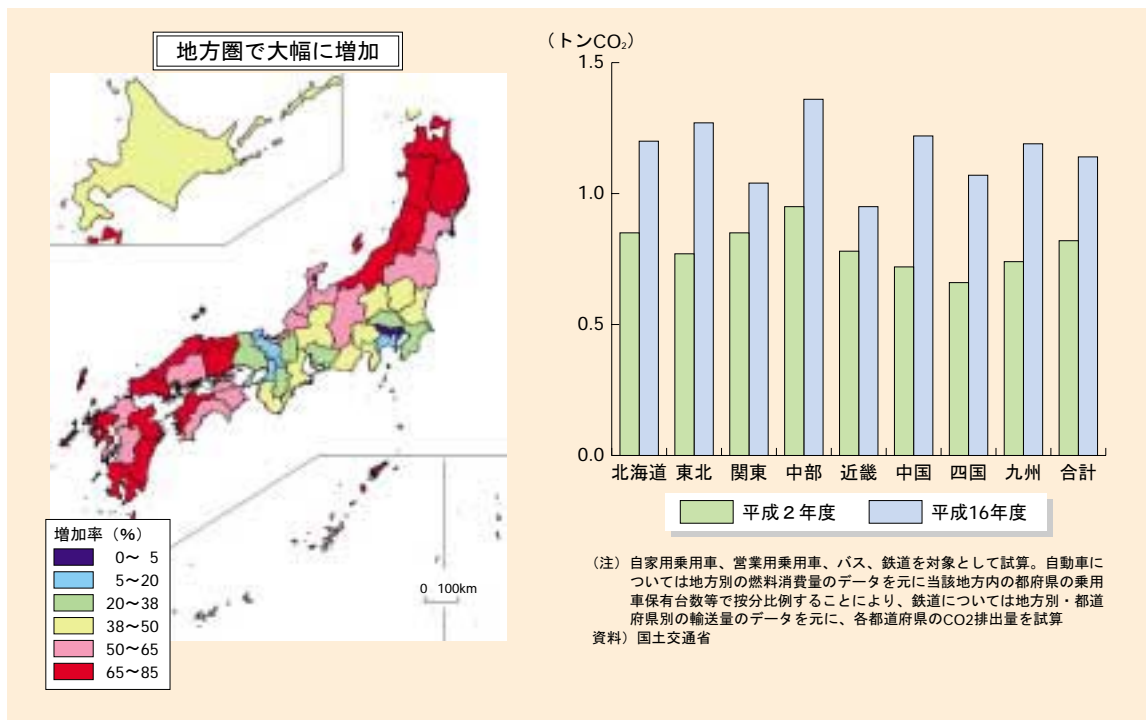 地方圏で大幅に増加
増加率（%）
0～ 5
5～20
20～38
38～50
50～65
65～85
0 100km
（トンCO₂）
1.5
1.0
0.5
0.0
北海道 東北 関東 中部 近畿 中国 四国 九州 合計
平成２年度 平成16年度
（注）自家用乗用車、営業用乗用車、バス、鉄道を対象として試算。自動車に
ついては地方別の燃料消費量のデータを元に当該地方内の都府県の乗用
車保有台数等で按分比例することにより、鉄道については地方別・都道
府県別の輸送量のデータを元に、各都道府県のCO2排出量を試算
資料）国土交通省